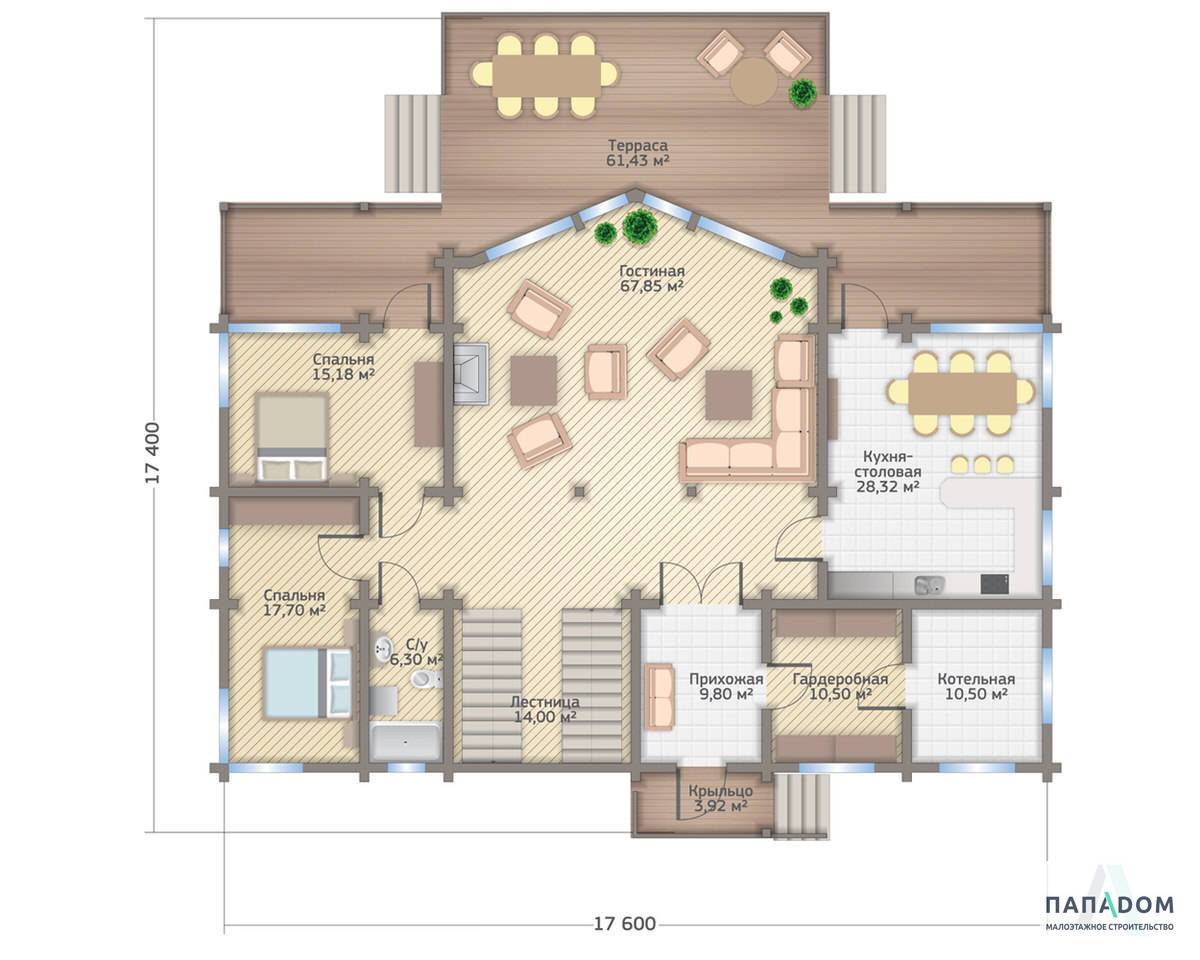 Терраса
61,43 м²
Гостиная
67,85 м²
Спальня
15,18 м²
17 400
Кухня-
столовая
28,32 м²
Спальня
17,70 м²
С/у
6,30 м²
Лестница
14,00 м²
Прихожая
9,80 м²
Гардеробная
10,50 м²
Котельная
10,50 м²
Крыльцо
3,92 м²
17 600
ПАПАDОМ
МАЛОЭТАЖНОЕ СТРОИТЕЛЬСТВО